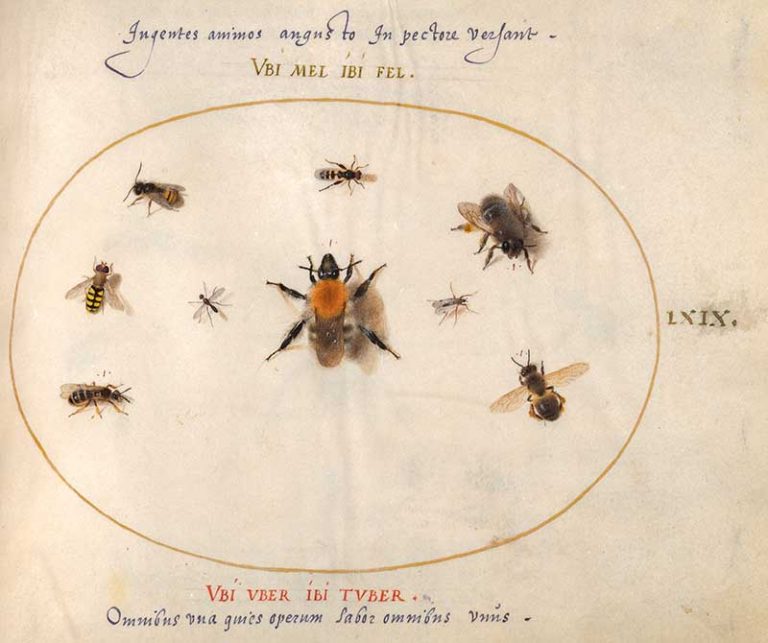 Ingentes animos angusto In pectore versant -
VBI MEL IBI FEL.
LXIX.
VBI VBER IBI TVBER.
Omnibus vna quies operum labor omnibus vnus -